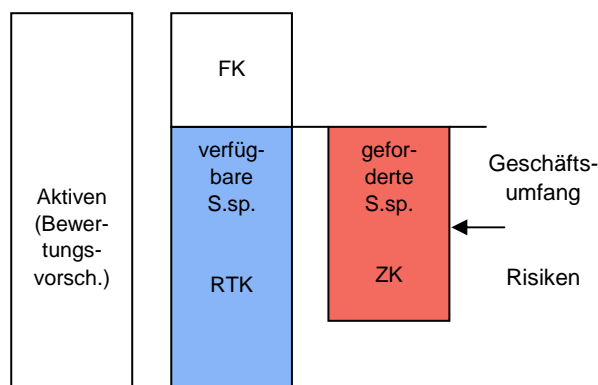 FK
verfüg-
bare
S.sp.
gefor-
derte
S.sp.
Geschäfts-
umfang
Aktiven
(Bewer-
tungs-
vorsch.)
RTK
ZK
Risiken